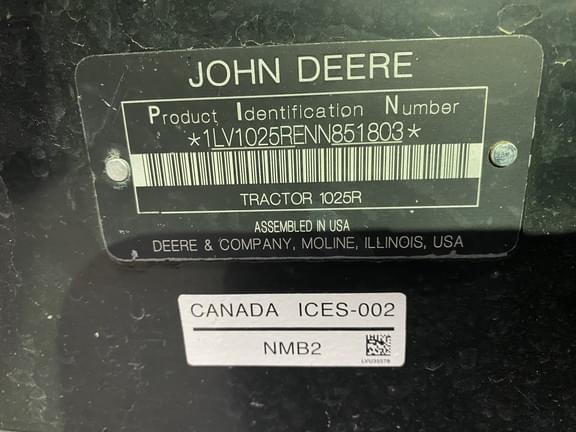 JOHN DEERE
Product Identification Number
*1LV1025RENN851803*
TRACTOR 1025R
ASSEMBLED IN USA
DEERE & COMPANY, MOLINE, ILLINOIS, USA
CANADA ICES-002
NMB2